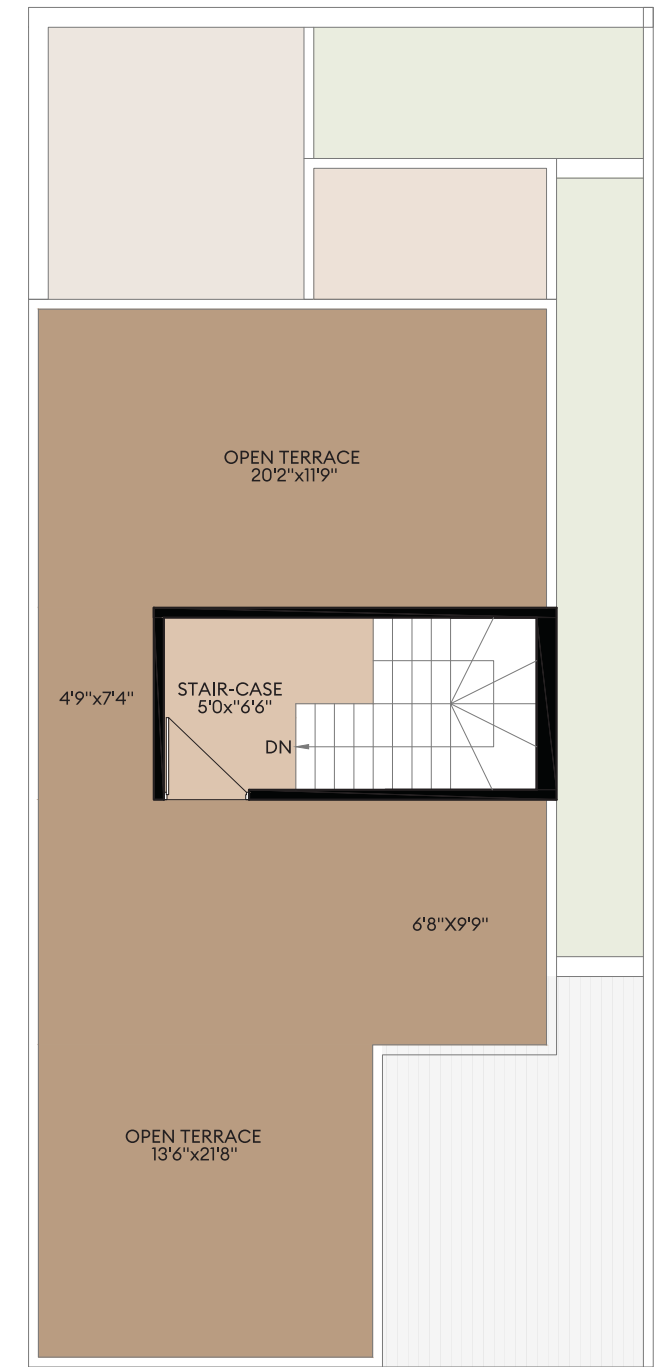 OPEN TERRACE
20'2"x11'9"
4'9"x7'4"
STAIR-CASE
5'0x"6'6"
DN
6'8"X9'9"
OPEN TERRACE
13'6"x21'8"